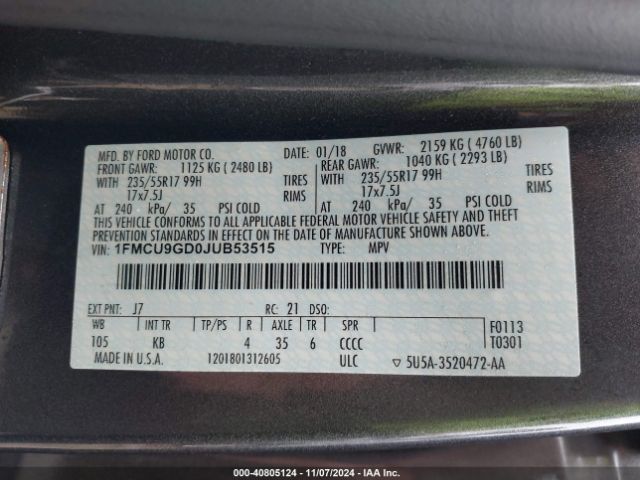 MFD. BY FORD MOTOR CO. DATE: 01/18 GVWR: 2159 KG ( 4760 LB)
FRONT GAWR: 1125 KG ( 2480 LB) REAR GAWR: 1040 KG ( 2293 LB)
WITH 235/55R17 99H TIRES WITH 235/55R17 99H TIRES
17x7.5J RIMS 17x7.5J RIMS
AT 240 kPa/ 35 PSI COLD AT 240 kPa/ 35 PSI COLD
THIS VEHICLE CONFORMS TO ALL APPLICABLE FEDERAL MOTOR VEHICLE SAFETY AND THEFT
PREVENTION STANDARDS IN EFFECT ON THE DATE OF MANUFACTURE SHOWN ABOVE.
VIN: 1FMCU9GD0JUB53515 TYPE: MPV
EXT PNT: J7 RC: 21 DSO:
WB INT TR TP/PS R AXLE TR SPR F0113
105 KB 4 35 6 CCCC T0301
MADE IN U.S.A. 1201801312605 ULC 5U5A-3520472-AA
000-40805124 - 11/07/2024 - IAA Inc.